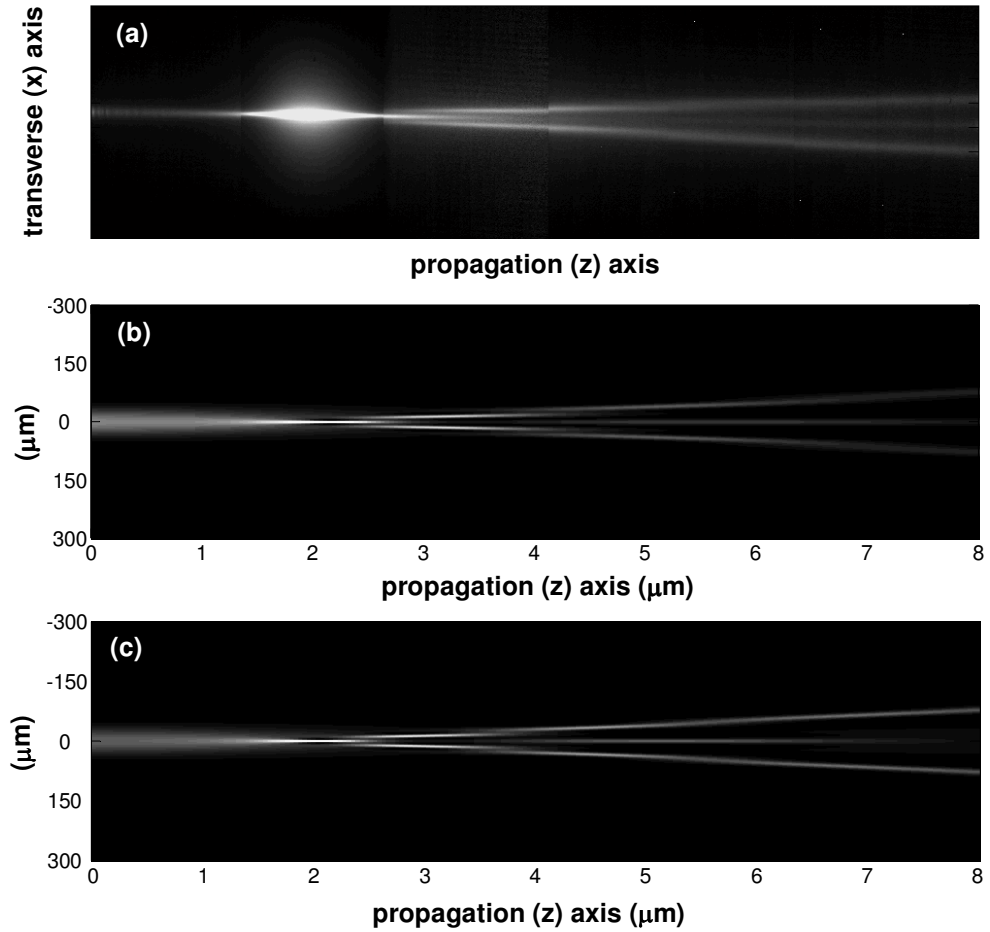 (a)
transverse (x) axis
propagation (z) axis
(b)
-300
150
0
150
300
(μm)
0 1 2 3 4 5 6 7 8
propagation (z) axis (μm)
(c)
-300
-150
0
150
300
(μm)
0 1 2 3 4 5 6 7 8
propagation (z) axis (μm)